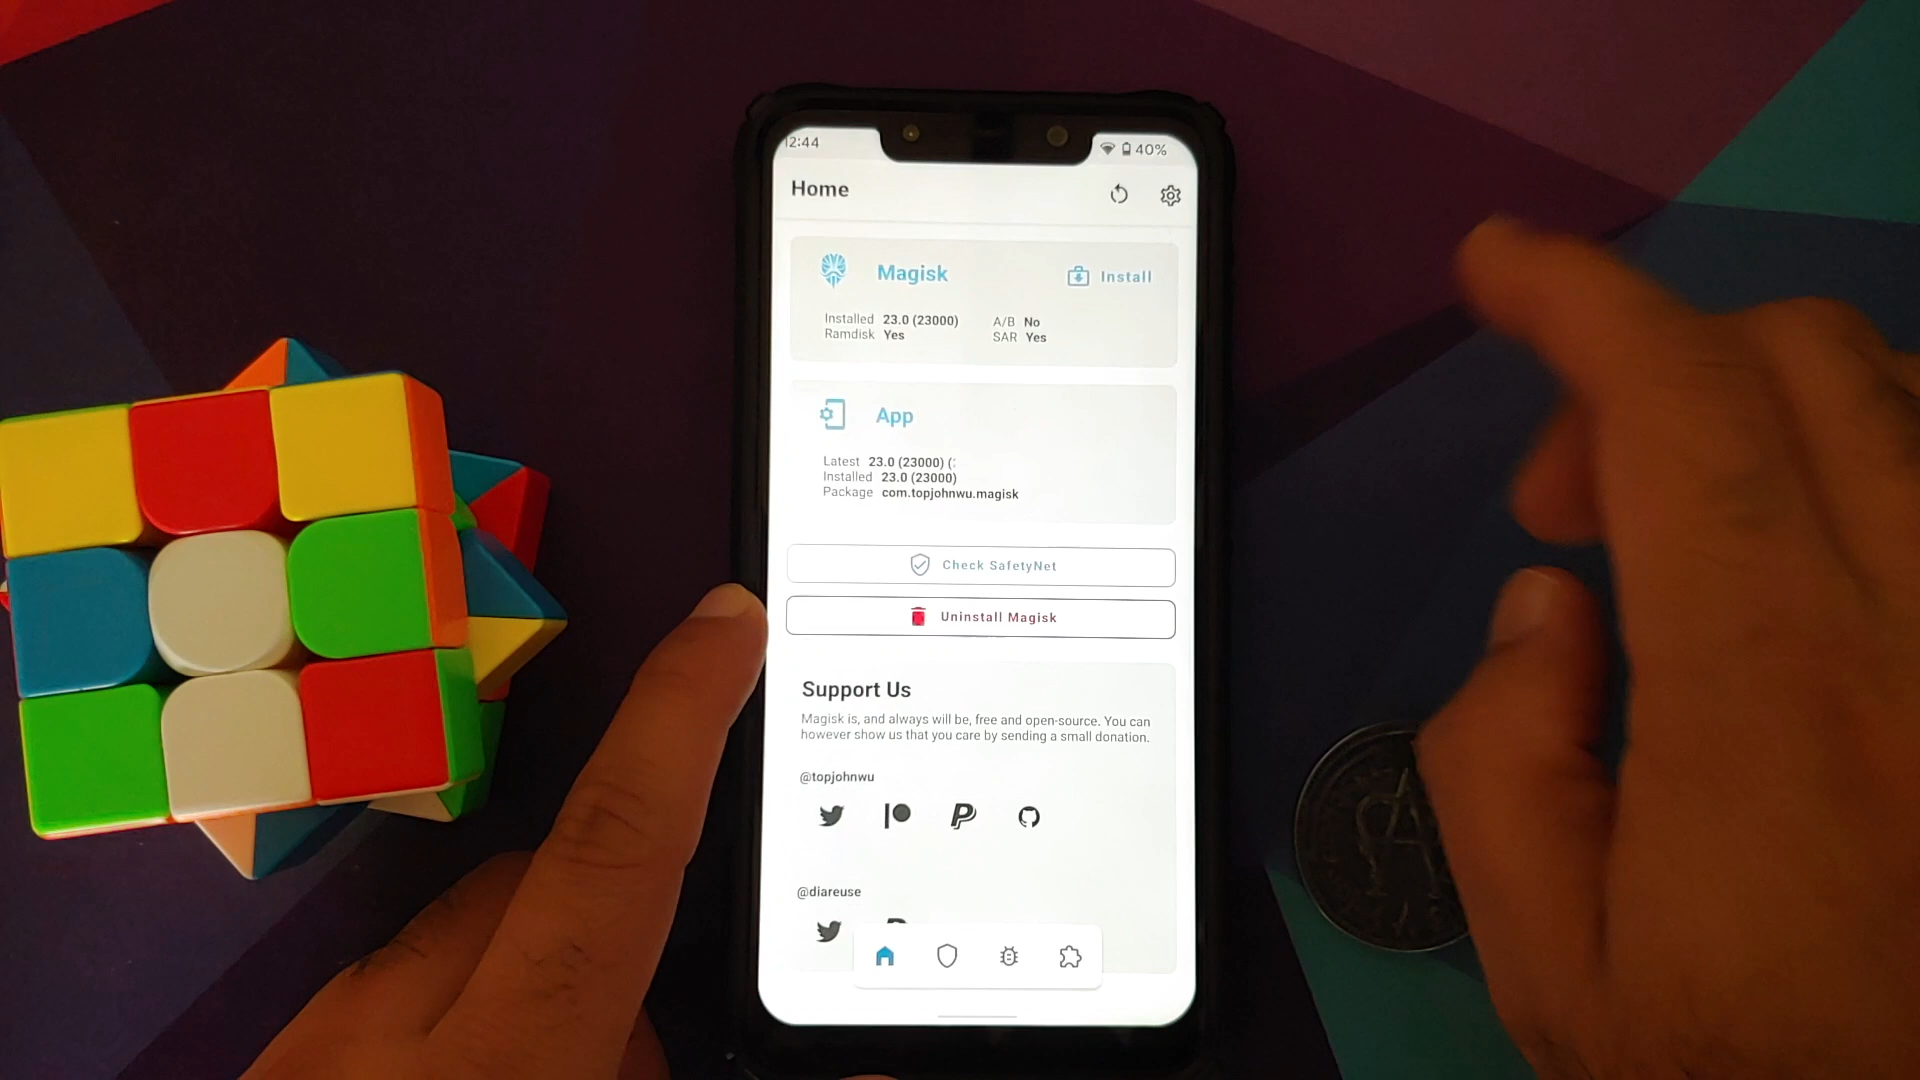 12:44
40%
Home
Magisk
Install
Installed 23.0 (23000)
A/B No
Ramdisk Yes
SAR Yes
App
Latest 23.0 (23000) (
Installed 23.0 (23000)
Package com.topjohnwu.magisk
Check SafetyNet
Uninstall Magisk
Support Us
Magisk is, and always will be, free and open-source. You can
however show us that you care by sending a small donation.
@topjohnwu
@diareuse